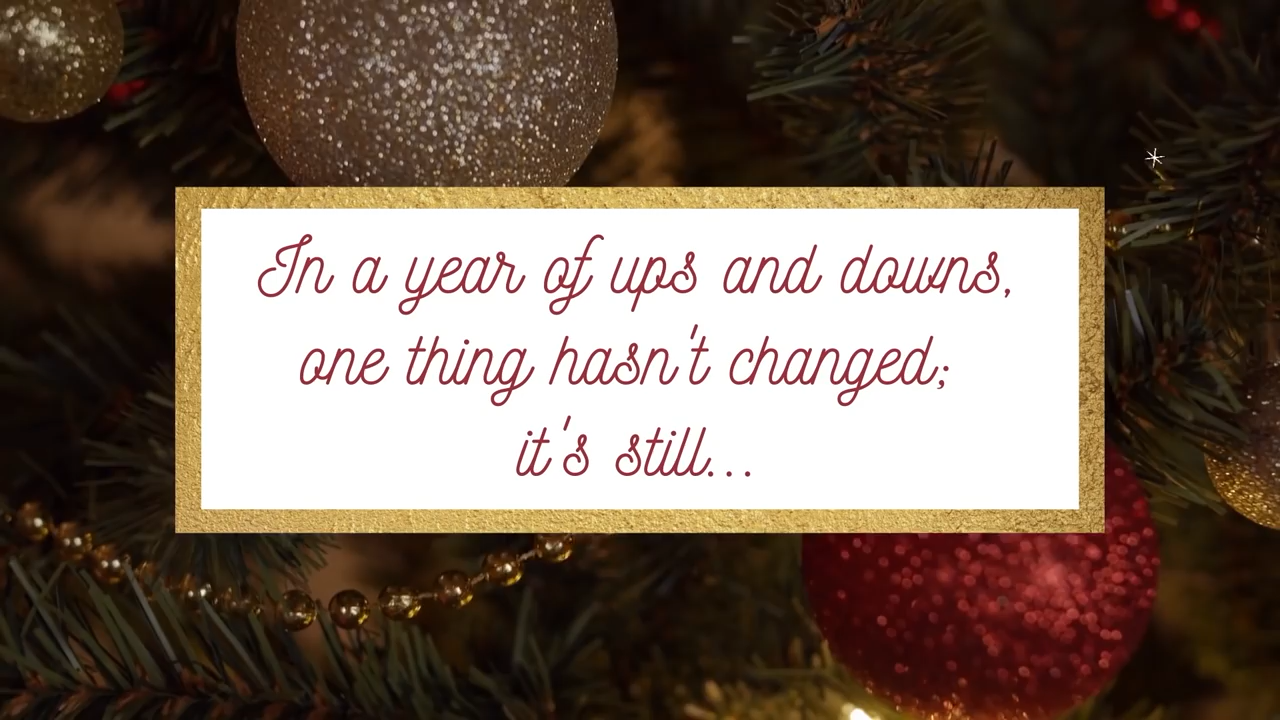 In a year of ups and downs,
one thing hasn't changed;
it's still...